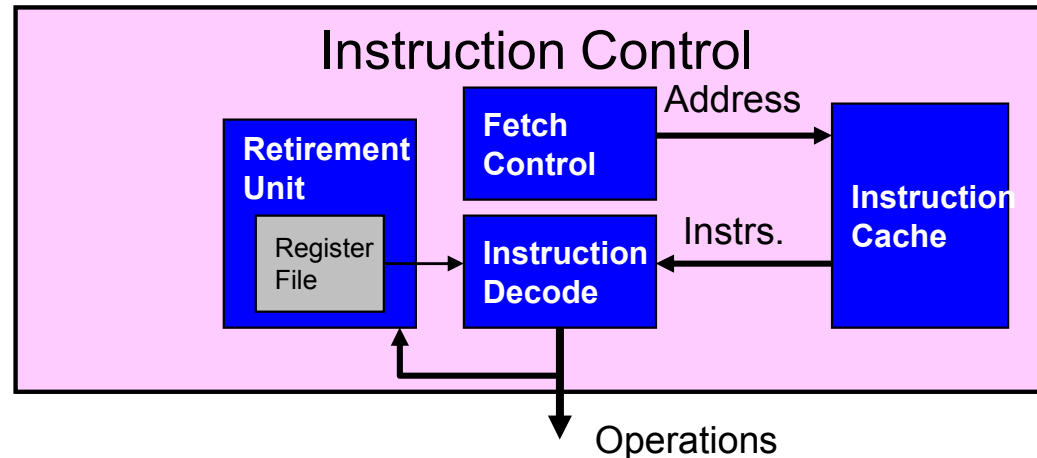 Instruction Control
Address
Fetch
Control
Retirement
Unit
Instruction
Cache
Register
File
Instruction
Decode
Instrs.
Operations